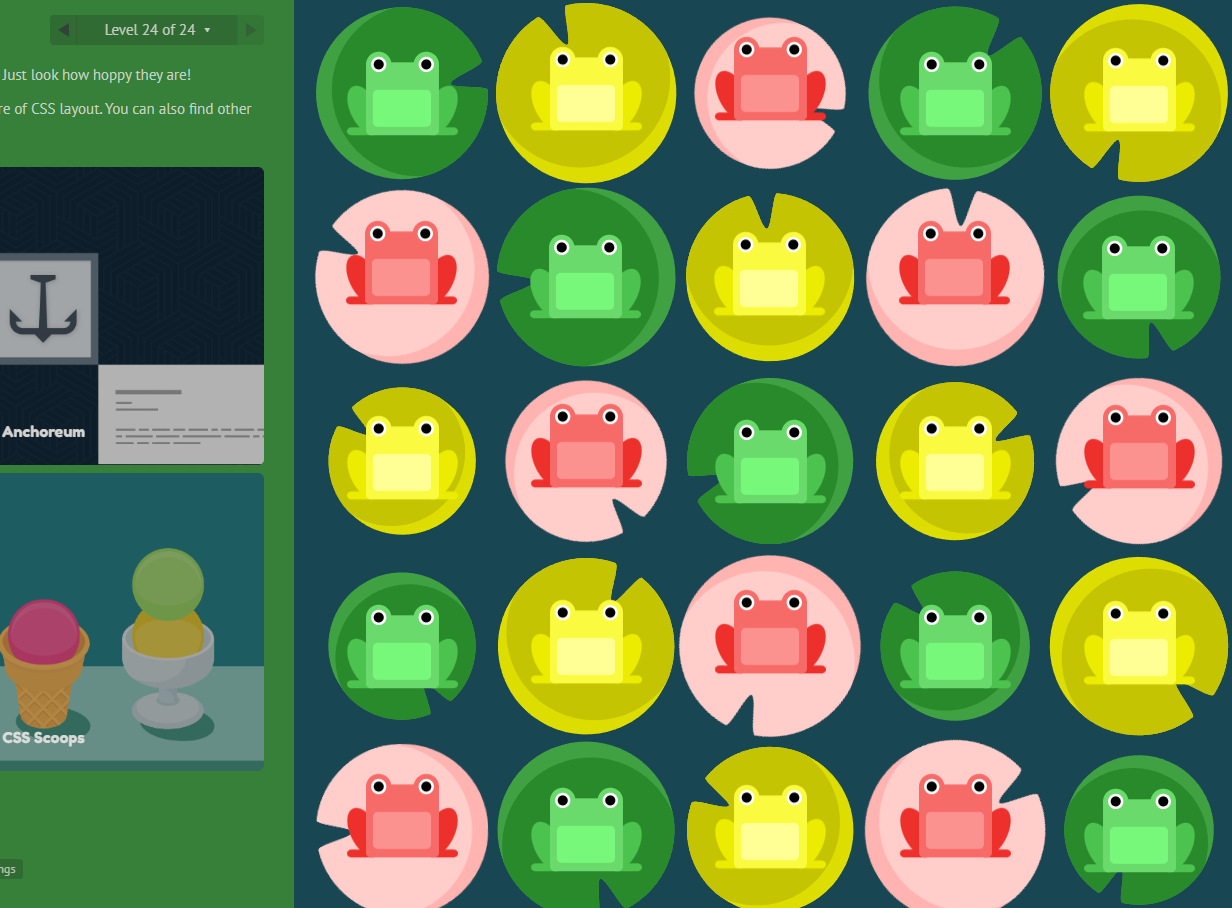 Level 24 of 24
Just look how hoppy they are!
re of CSS layout. You can also find other
Anchoreum
CSS Scoops
ngs